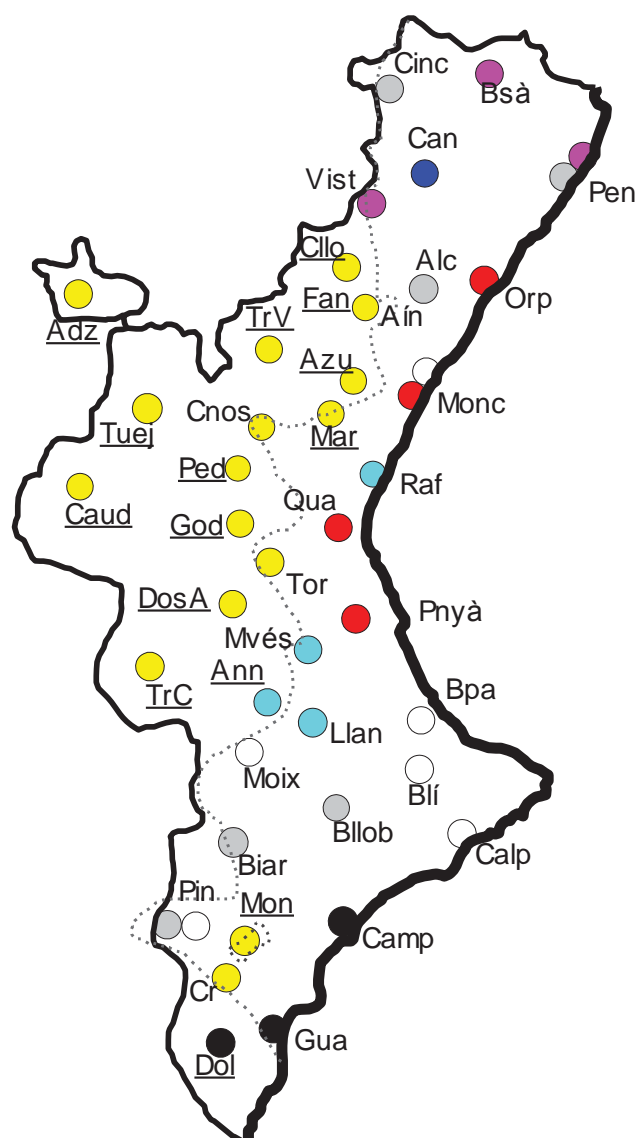 Cinc
Bsà
Can
Pen
Vist
Cllo
Alc
Orp
Fan
Aín
Adz
TrV
Azu
Monc
Cnos
Mar
Tuej
Ped
Raf
Caud
Qua
God
Tor
DosA
Pnyà
Mvés
Ann
TrC
Bpa
Llan
Moix
Blí
Bllob
Calp
Biar
Pin
Mon
Camp
Cr
Gua
Dol